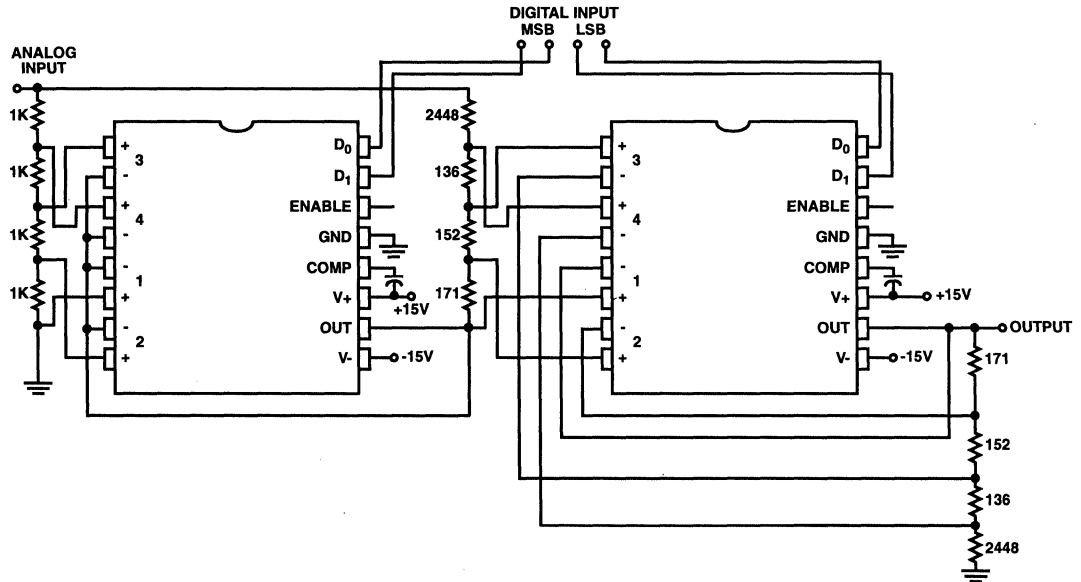 DIGITAL INPUT
MSB LSB
ANALOG
INPUT
1K
1K
1K
1K
+
3
-
+
4
-
-
1
+
-
2
+
D0
D1
ENABLE
GND
COMP
V+
+15V
OUT
V-
-15V
2448
136
152
171
+
3
-
+
4
-
-
1
+
-
2
+
D0
D1
ENABLE
GND
COMP
V+
+15V
OUT
OUTPUT
V-
-15V
171
152
136
2448